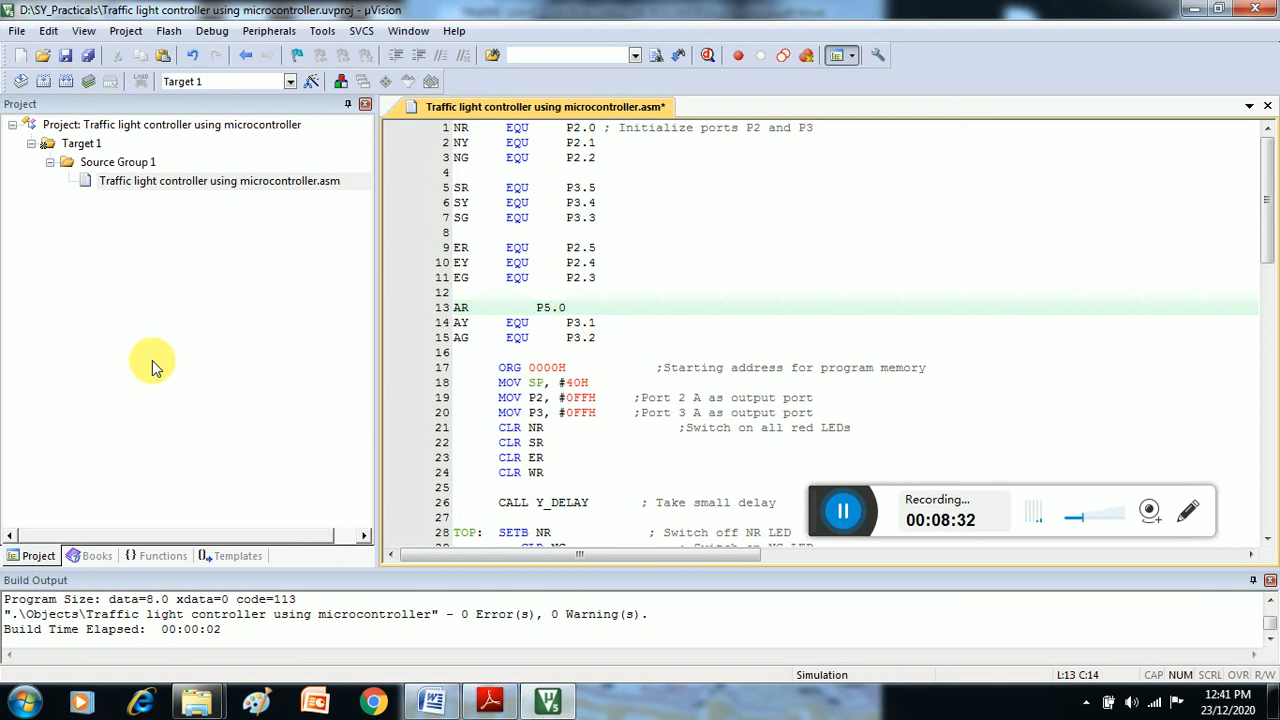 D:\SY_Practicals\Traffic light controller using microcontroller.uvproj - µVision
File Edit View Project Flash Debug Peripherals Tools SVCS Window Help
LOAD Target 1
Project
Traffic light controller using microcontroller.asm*
Project: Traffic light controller using microcontroller
Target 1
Source Group 1
Traffic light controller using microcontroller.asm
1 NR EQU P2.0 ; Initialize ports P2 and P3
2 NY EQU P2.1
3 NG EQU P2.2
4
5 SR EQU P3.5
6 SY EQU P3.4
7 SG EQU P3.3
8
9 ER EQU P2.5
10 EY EQU P2.4
11 EG EQU P2.3
12
13 AR P5.0
14 AY EQU P3.1
15 AG EQU P3.2
16
17 ORG 0000H ;Starting address for program memory
18 MOV SP, #40H
19 MOV P2, #0FFH ;Port 2 A as output port
20 MOV P3, #0FFH ;Port 3 A as output port
21 CLR NR ;Switch on all red LEDs
22 CLR SR
23 CLR ER
24 CLR WR
25
26 CALL Y_DELAY ; Take small delay
27
28 TOP: SETB NR ; Switch off NR LED
Recording...
00:08:32
Project Books Functions Templates
Build Output
Program Size: data=8.0 xdata=0 code=113
".\Objects\Traffic light controller using microcontroller" - 0 Error(s), 0 Warning(s).
Build Time Elapsed: 00:00:02
Simulation L:13 C:14 CAP NUM SCRL OVR R/W
12:41 PM
23/12/2020